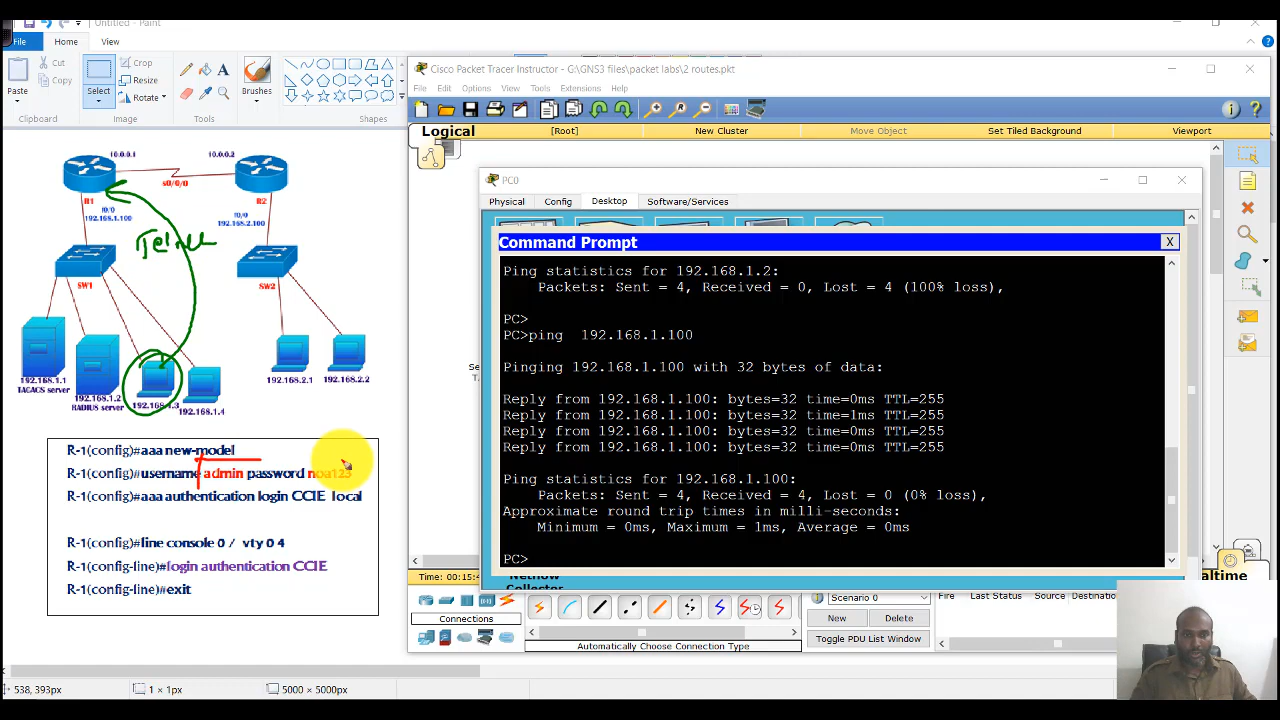 Untitled - Paint
File Home View
Paste
Cut
Copy
Clipboard
Select
Crop
Resize
Rotate
Image
A
Tools
Brushes
Shapes
10.0.0.1 10.0.0.2
s0/0/0
R1 R2
f0/0
192.168.1.100
f0/0
192.168.2.100
SW1 SW2
192.168.1.1
TACACS server
192.168.1.2
RADIUS server
192.168.1.3
192.168.1.4
192.168.2.1 192.168.2.2
R-1(config)#aaa new-model
R-1(config)#username admin password noa123
R-1(config)#aaa authentication login CCIE local
R-1(config)#line console 0 / vty 0 4
R-1(config-line)#login authentication CCIE
R-1(config-line)#exit
538, 393px 1 × 1px 5000 × 5000px
Cisco Packet Tracer Instructor - G:\GNS3 files\packet labs\2 routes.pkt
File Edit Options View Tools Extensions Help
Logical [Root] New Cluster Move Object Set Tiled Background Viewport
PC0
Physical Config Desktop Software/Services
Command Prompt X
Ping statistics for 192.168.1.2:
Packets: Sent = 4, Received = 0, Lost = 4 (100% loss),
PC>
PC>ping 192.168.1.100
Pinging 192.168.1.100 with 32 bytes of data:
Reply from 192.168.1.100: bytes=32 time=0ms TTL=255
Reply from 192.168.1.100: bytes=32 time=1ms TTL=255
Reply from 192.168.1.100: bytes=32 time=0ms TTL=255
Reply from 192.168.1.100: bytes=32 time=0ms TTL=255
Ping statistics for 192.168.1.100:
Packets: Sent = 4, Received = 4, Lost = 0 (0% loss),
Approximate round trip times in milli-seconds:
Minimum = 0ms, Maximum = 1ms, Average = 0ms
PC>
Netflow
Collector
Time: 00:15:4
Connections
Automatically Choose Connection Type
Scenario 0
New Delete
Toggle PDU List Window
Fire Last Status Source Destinatio